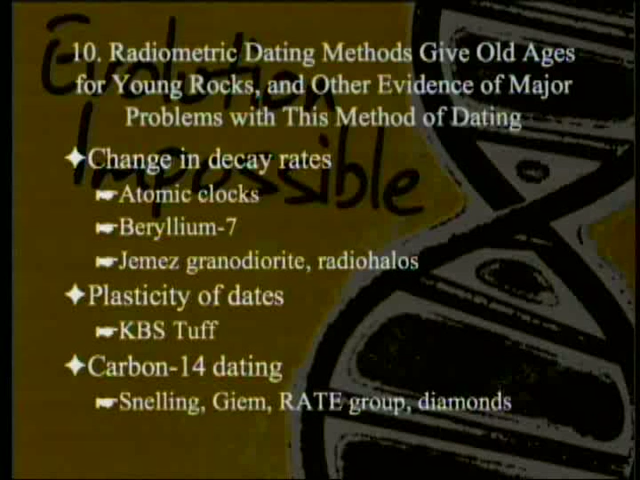 Evolution
Impossible
10. Radiometric Dating Methods Give Old Ages
for Young Rocks, and Other Evidence of Major
Problems with This Method of Dating
Change in decay rates
Atomic clocks
Beryllium-7
Jemez granodiorite, radiohalos
Plasticity of dates
KBS Tuff
Carbon-14 dating
Snelling, Giem, RATE group, diamonds